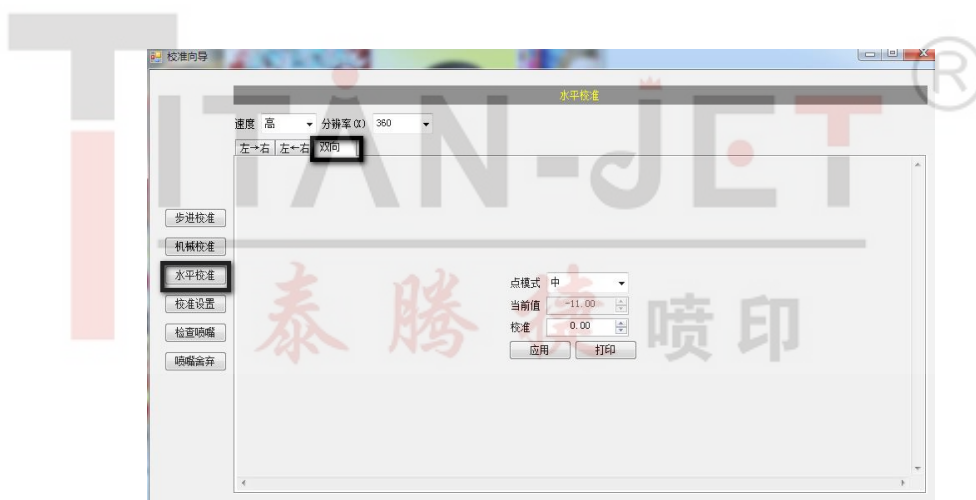 校准向导
水平校准
速度 高 分辨率(X) 360
左→右 左←右 双向
步进校准
机械校准
水平校准
校准设置
检查喷嘴
喷嘴舍弃
点模式 中
当前值 -11.00
校准 0.00
应用 打印
TITAN-JET®
泰腾捷喷印